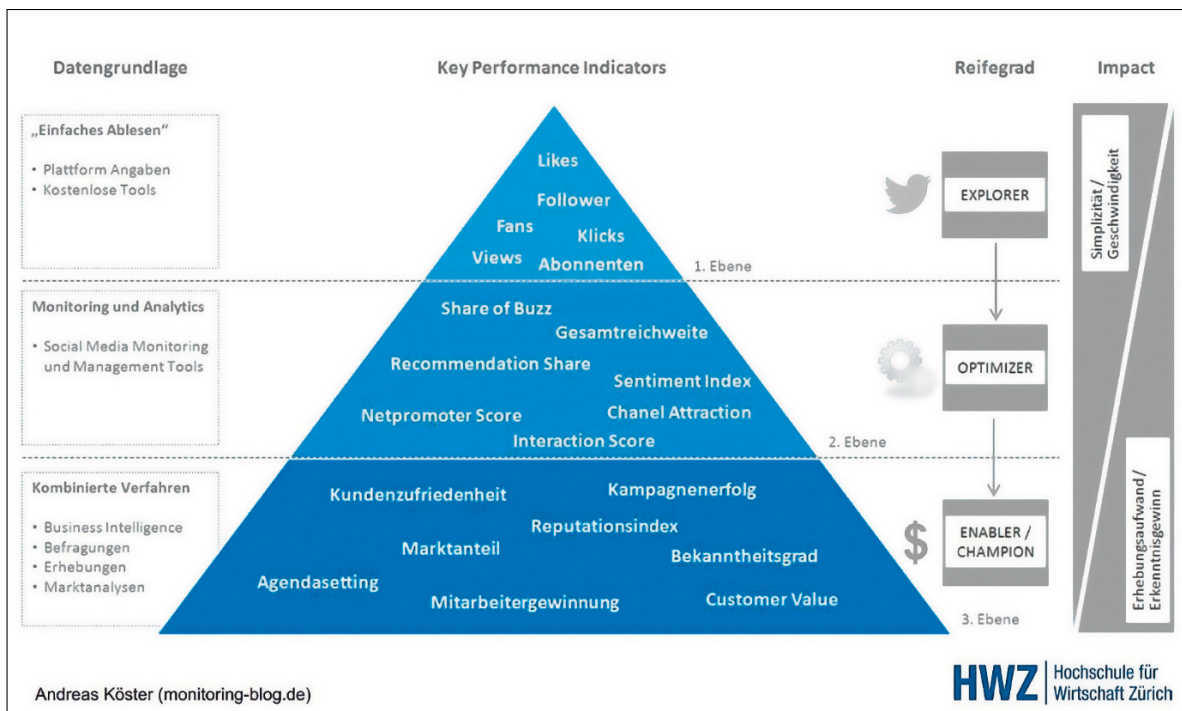 Datengrundlage
Key Performance Indicators
Reifegrad
Impact
„Einfaches Ablesen“
• Plattform Angaben
• Kostenlose Tools
Likes
Follower
Fans
Klicks
Views
Abonnenten
1. Ebene
EXPLORER
Simplizität/
Geschwindigkeit
Monitoring und Analytics
• Social Media Monitoring
und Management Tools
Share of Buzz
Gesamtreichweite
Recommendation Share
Sentiment Index
Netpromoter Score
Chanel Attraction
Interaction Score
2. Ebene
OPTIMIZER
Kombinierte Verfahren
• Business Intelligence
• Befragungen
• Erhebungen
• Marktanalysen
Kundenzufriedenheit
Kampagnenerfolg
Reputationsindex
Marktanteil
Bekanntheitsgrad
Agendasetting
Mitarbeitergewinnung
Customer Value
3. Ebene
$
ENABLER /
CHAMPION
Erhebungsaufwand/
Erkenntnisgewinn
Andreas Köster (monitoring-blog.de)
HWZ
Hochschule für
Wirtschaft Zürich